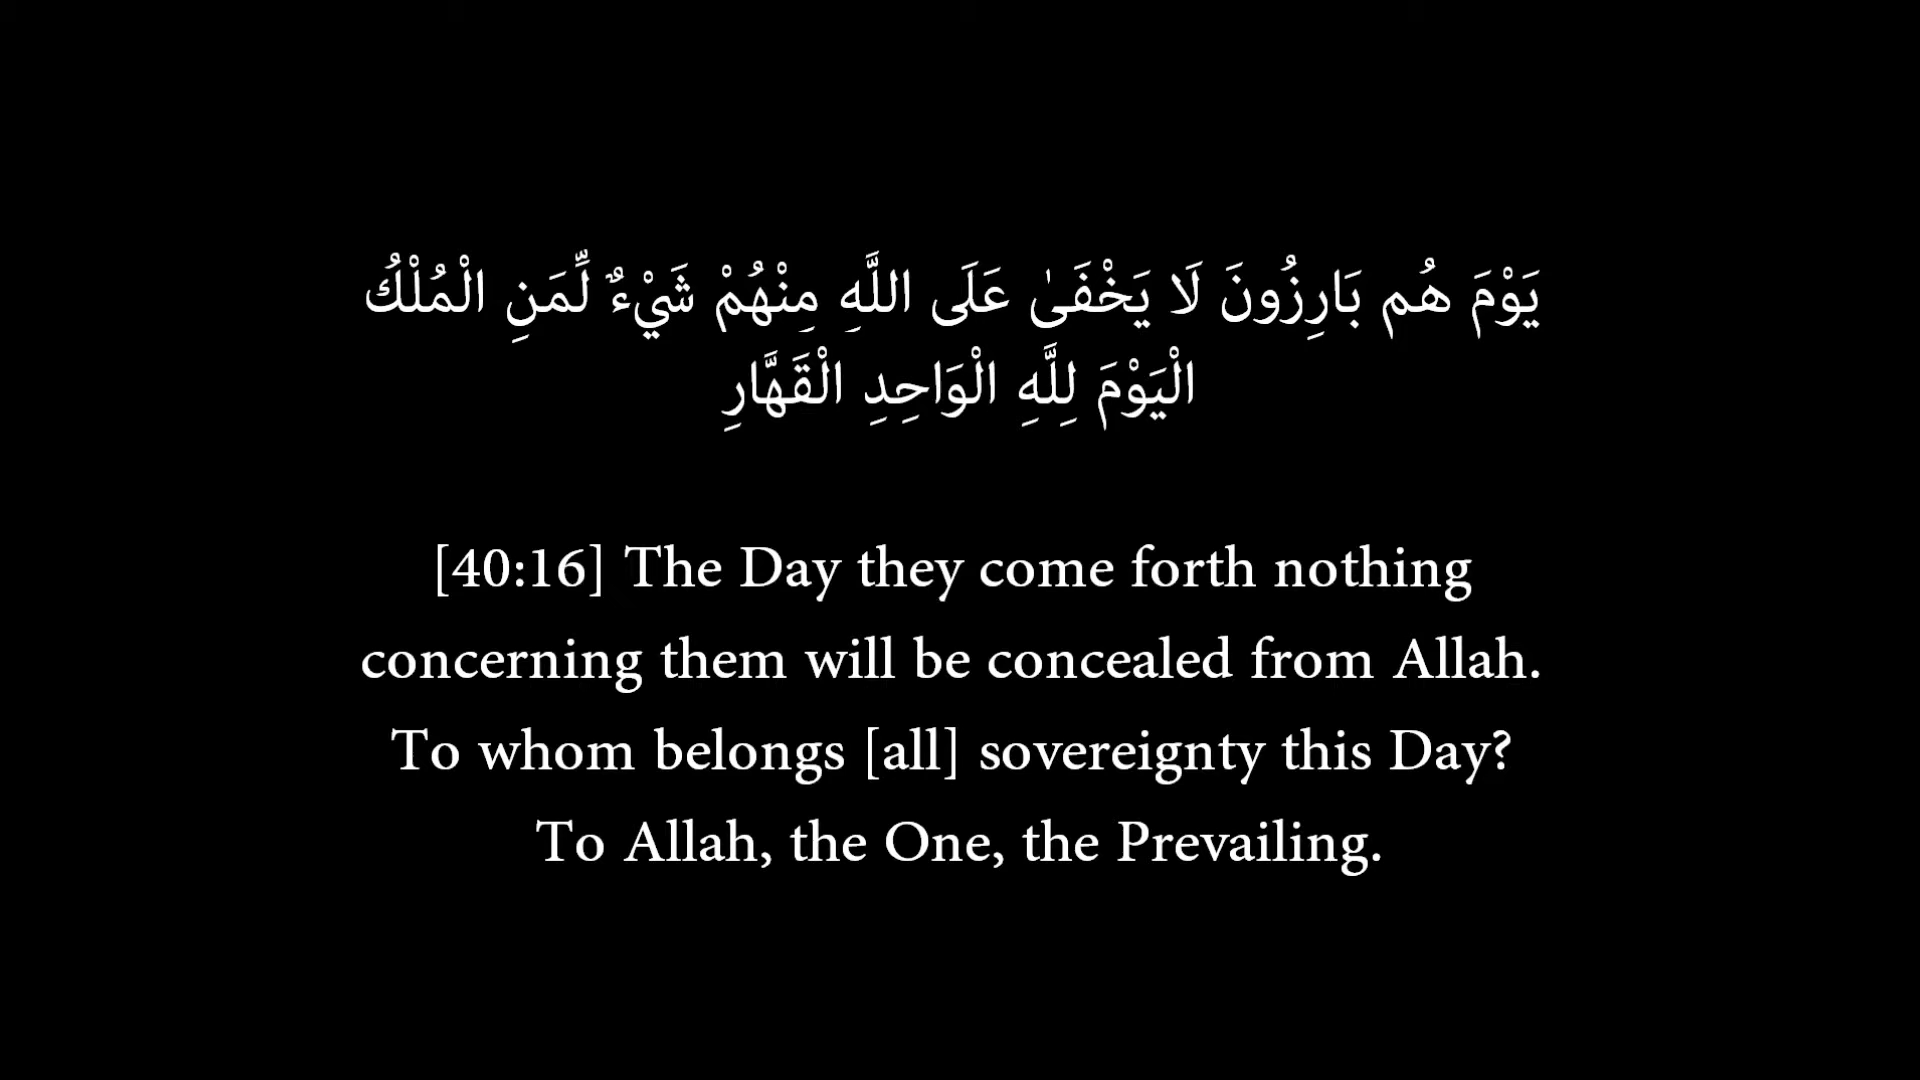 يَوْمَ هُم بَارِزُونَ لَا يَخْفَىٰ عَلَى اللَّهِ مِنْهُمْ شَيْءٌ لِّمَنِ الْمُلْكُ
الْيَوْمَ لِلَّهِ الْوَاحِدِ الْقَهَّارِ
[40:16] The Day they come forth nothing
concerning them will be concealed from Allah.
To whom belongs [all] sovereignty this Day?
To Allah, the One, the Prevailing.